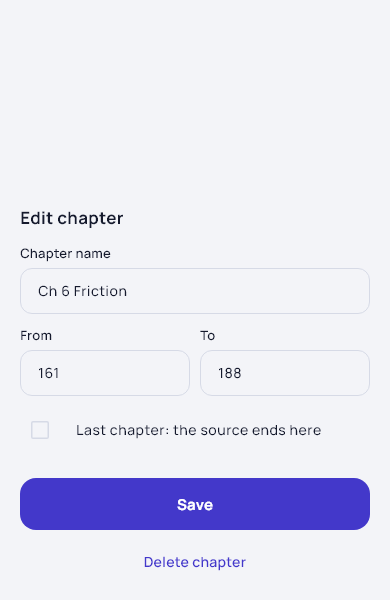 Edit chapter
Chapter name
Ch 6 Friction
From To
161 188
Last chapter: the source ends here
Save
Delete chapter